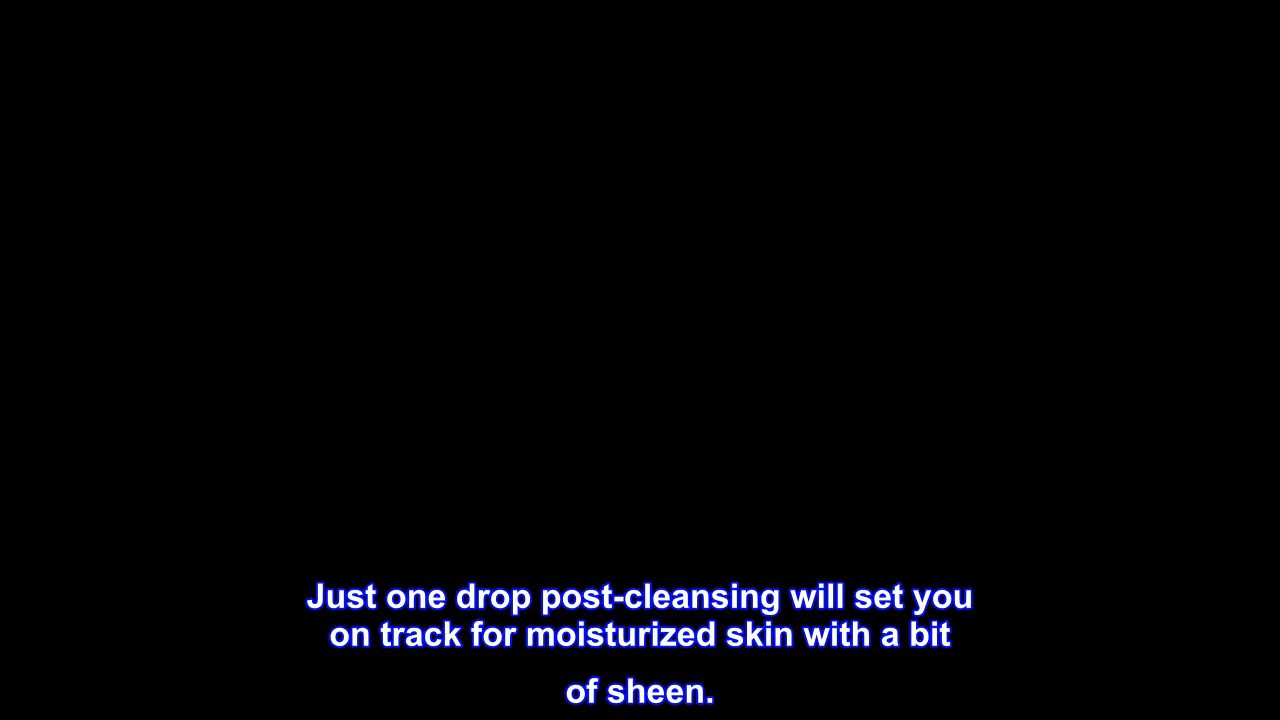 Just one drop post-cleansing will set you
on track for moisturized skin with a bit
of sheen.